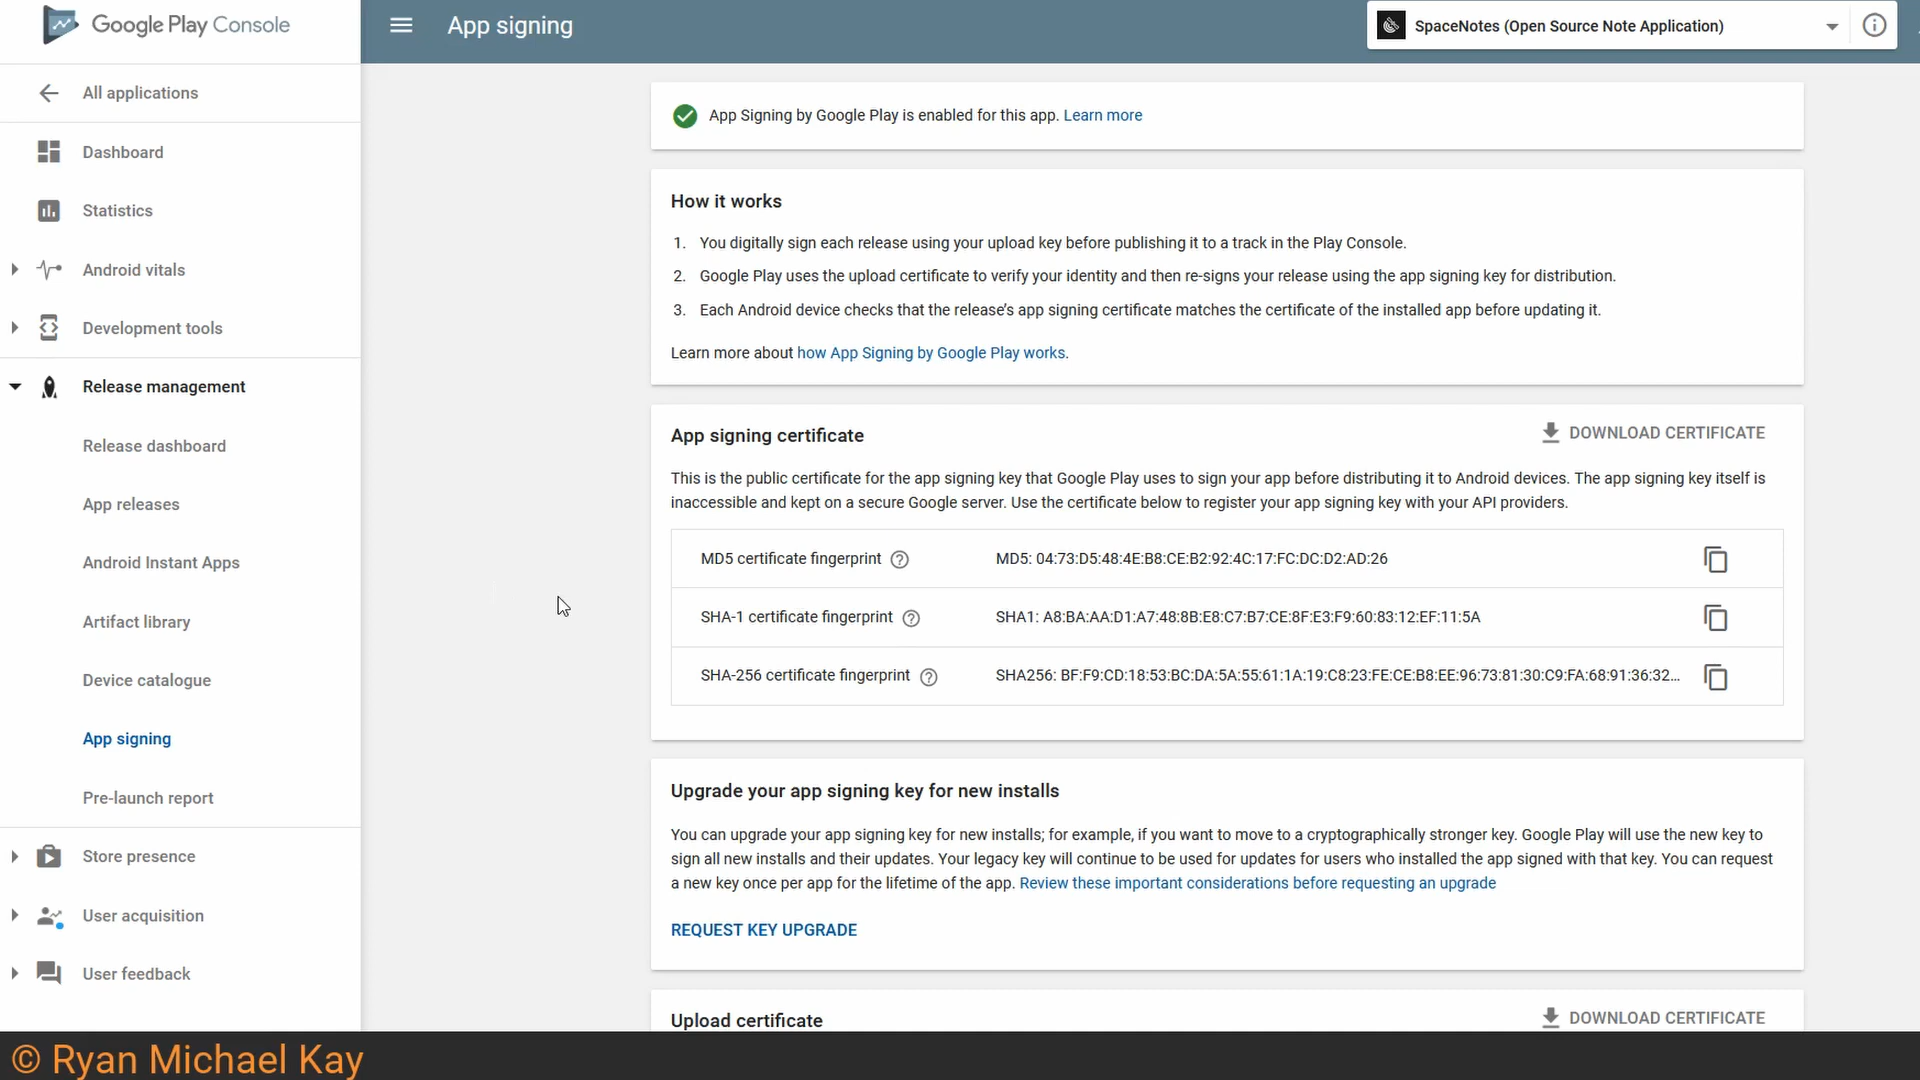 Google Play Console
App signing
SpaceNotes (Open Source Note Application)
All applications
Dashboard
Statistics
Android vitals
Development tools
Release management
Release dashboard
App releases
Android Instant Apps
Artifact library
Device catalogue
App signing
Pre-launch report
Store presence
User acquisition
User feedback
App Signing by Google Play is enabled for this app. Learn more
How it works
1. You digitally sign each release using your upload key before publishing it to a track in the Play Console.
2. Google Play uses the upload certificate to verify your identity and then re-signs your release using the app signing key for distribution.
3. Each Android device checks that the release's app signing certificate matches the certificate of the installed app before updating it.
Learn more about how App Signing by Google Play works.
App signing certificate
DOWNLOAD CERTIFICATE
This is the public certificate for the app signing key that Google Play uses to sign your app before distributing it to Android devices. The app signing key itself is
inaccessible and kept on a secure Google server. Use the certificate below to register your app signing key with your API providers.
MD5 certificate fingerprint MD5: 04:73:D5:48:4E:B8:CE:B2:92:4C:17:FC:DC:D2:AD:26
SHA-1 certificate fingerprint SHA1: A8:BA:AA:D1:A7:48:8B:E8:C7:B7:CE:8F:E3:F9:60:83:12:EF:11:5A
SHA-256 certificate fingerprint SHA256: BF:F9:CD:18:53:BC:DA:5A:55:61:1A:19:C8:23:FE:CE:B8:EE:96:73:81:30:C9:FA:68:91:36:32...
Upgrade your app signing key for new installs
You can upgrade your app signing key for new installs; for example, if you want to move to a cryptographically stronger key. Google Play will use the new key to
sign all new installs and their updates. Your legacy key will continue to be used for updates for users who installed the app signed with that key. You can request
a new key once per app for the lifetime of the app. Review these important considerations before requesting an upgrade
REQUEST KEY UPGRADE
Upload certificate
DOWNLOAD CERTIFICATE
© Ryan Michael Kay